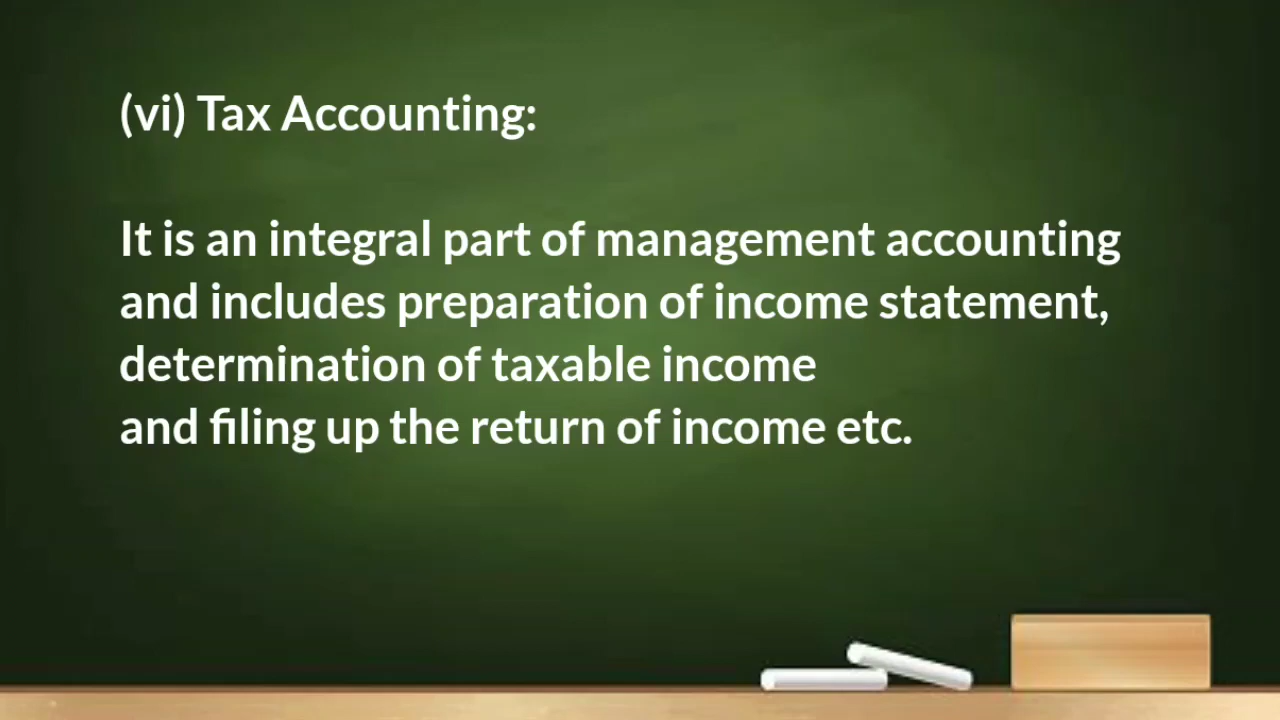 (vi) Tax Accounting:
It is an integral part of management accounting
and includes preparation of income statement,
determination of taxable income
and filing up the return of income etc.